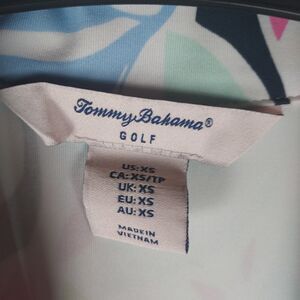 Tommy Bahama®
GOLF
US: XS
CA: XS/TP
UK: XS
EU: XS
AU: XS
MADE IN
VIETNAM